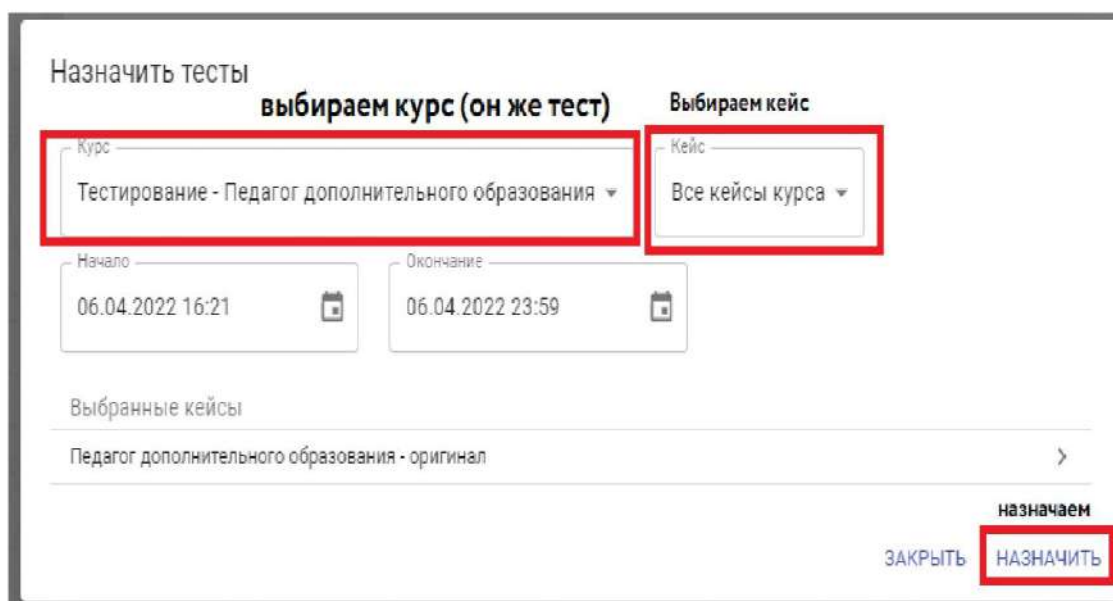 Назначить тесты
выбираем курс (он же тест)
Выбираем кейс
Курс
Кейс
Тестирование - Педагог дополнительного образования
Все кейсы курса
Начало
Окончание
06.04.2022 16:21
06.04.2022 23:59
Выбранные кейсы
Педагог дополнительного образования - оригинал
назначаем
ЗАКРЫТЬ
НАЗНАЧИТЬ